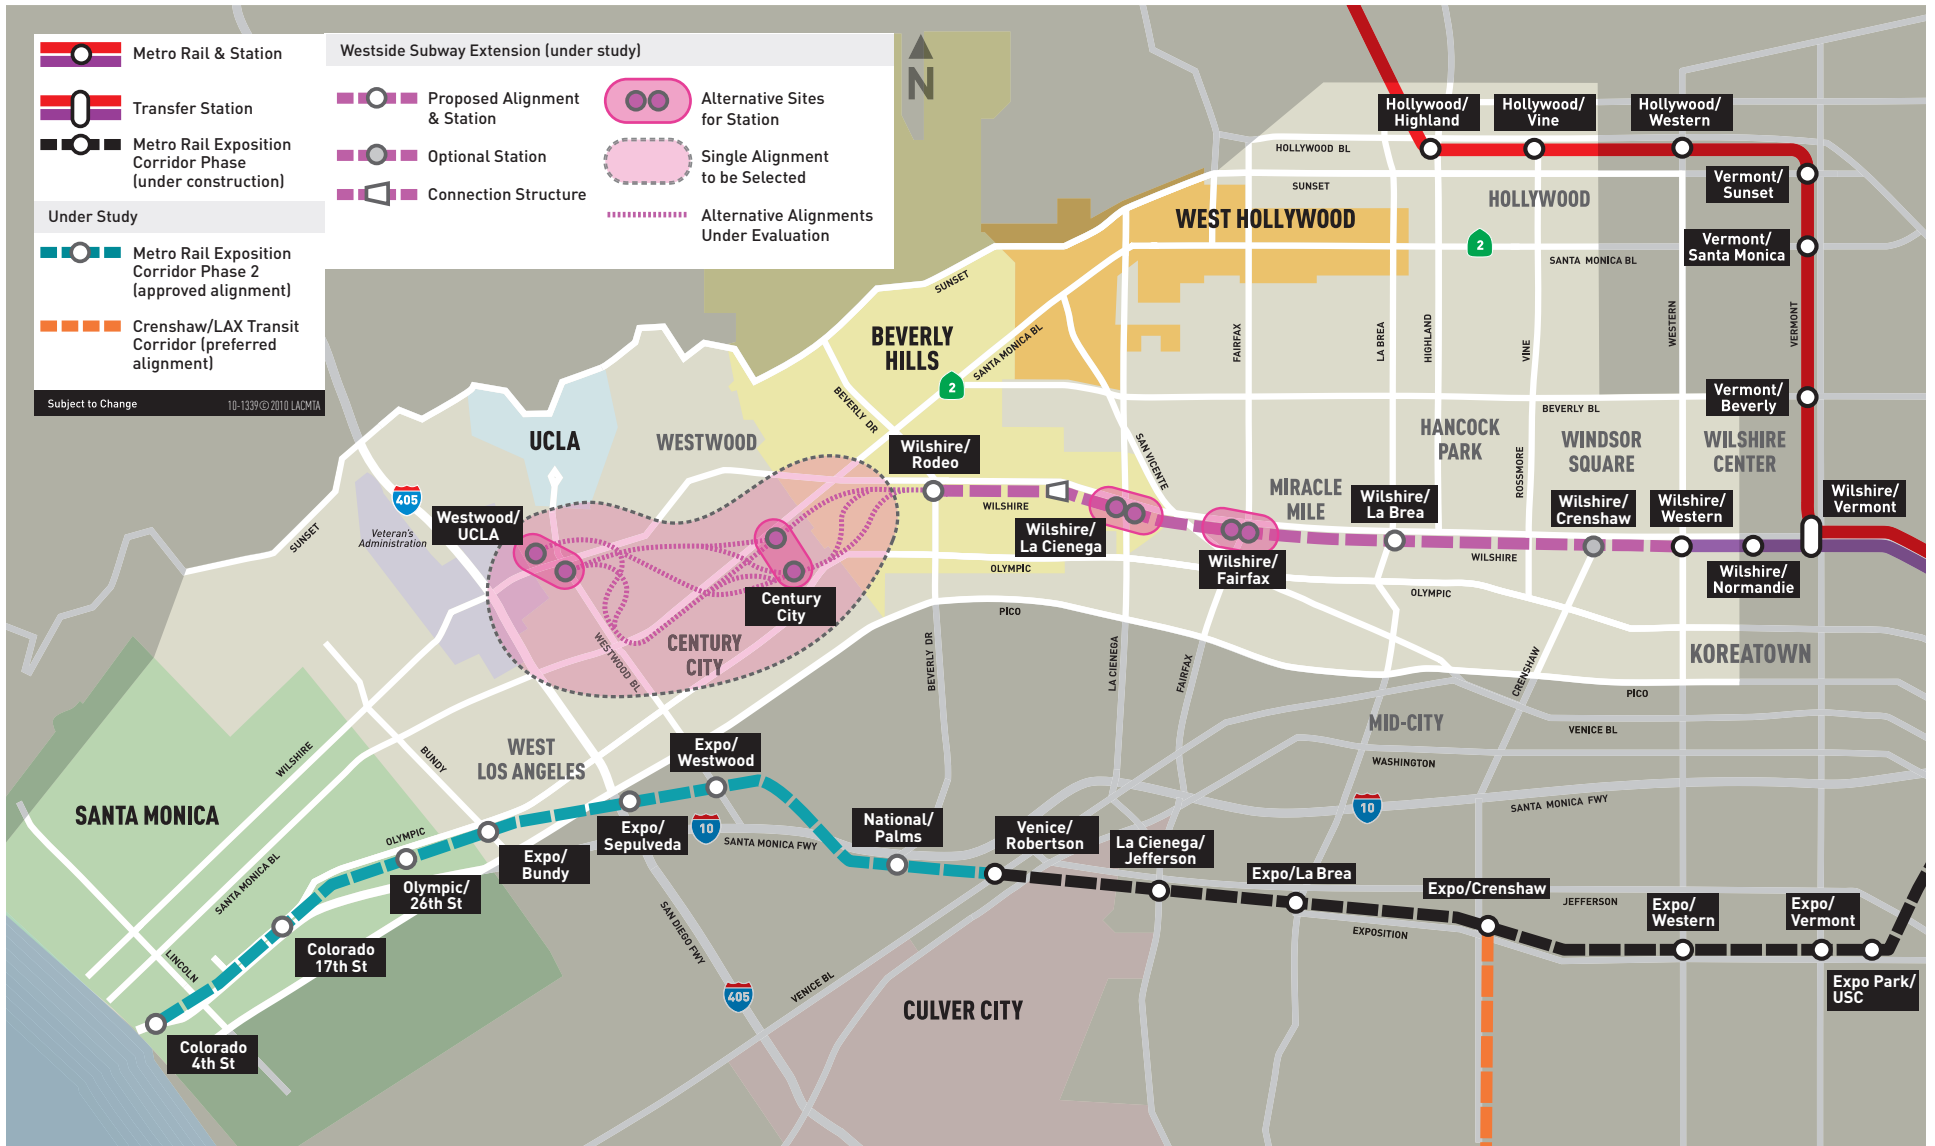 Metro Rail & Station
Transfer Station
Metro Rail Exposition
Corridor Phase
(under construction)
Under Study
Metro Rail Exposition
Corridor Phase 2
(approved alignment)
Crenshaw/LAX Transit
Corridor (preferred
alignment)
Subject to Change
10-1339 © 2010 LACMTA
Westside Subway Extension (under study)
Proposed Alignment
& Station
Optional Station
Connection Structure
Alternative Sites
for Station
Single Alignment
to be Selected
Alternative Alignments
Under Evaluation
N
Hollywood/
Highland
Hollywood/
Vine
Hollywood/
Western
HOLLYWOOD BL
SUNSET
Vermont/
Sunset
HOLLYWOOD
WEST HOLLYWOOD
2
SANTA MONICA BL
Vermont/
Santa Monica
SUNSET
BEVERLY
HILLS
SANTA MONICA BL
2
FAIRFAX
LA BREA
HIGHLAND
VINE
WESTERN
VERMONT
BEVERLY DR
Vermont/
Beverly
BEVERLY BL
UCLA
WESTWOOD
Wilshire/
Rodeo
SAN VICENTE
HANCOCK
PARK
WINDSOR
SQUARE
WILSHIRE
CENTER
ROSSMORE
MIRACLE
MILE
405
Westwood/
UCLA
Veteran's
Administration
SUNSET
WILSHIRE
Wilshire/
La Cienega
Wilshire/
Fairfax
Wilshire/
La Brea
Wilshire/
Crenshaw
Wilshire/
Western
Wilshire/
Vermont
WILSHIRE
Wilshire/
Normandie
OLYMPIC
OLYMPIC
Century
City
CENTURY
CITY
WESTWOOD BL
PICO
BEVERLY DR
LA CIENEGA
FAIRFAX
CRENSHAW
KOREATOWN
PICO
MID-CITY
VENICE BL
WASHINGTON
10
SANTA MONICA FWY
WILSHIRE
BUNDY
WEST
LOS ANGELES
Expo/
Westwood
SANTA MONICA
OLYMPIC
SANTA MONICA BL
Expo/
Sepulveda
10
SANTA MONICA FWY
National/
Palms
Venice/
Robertson
La Cienega/
Jefferson
Expo/La Brea
Expo/Crenshaw
JEFFERSON
Expo/
Western
Expo/
Vermont
EXPOSITION
Expo Park/
USC
Expo/
Bundy
Olympic/
26th St
Colorado
17th St
LINCOLN
Colorado
4th St
SAN DIEGO FWY
405
VENICE BL
CULVER CITY